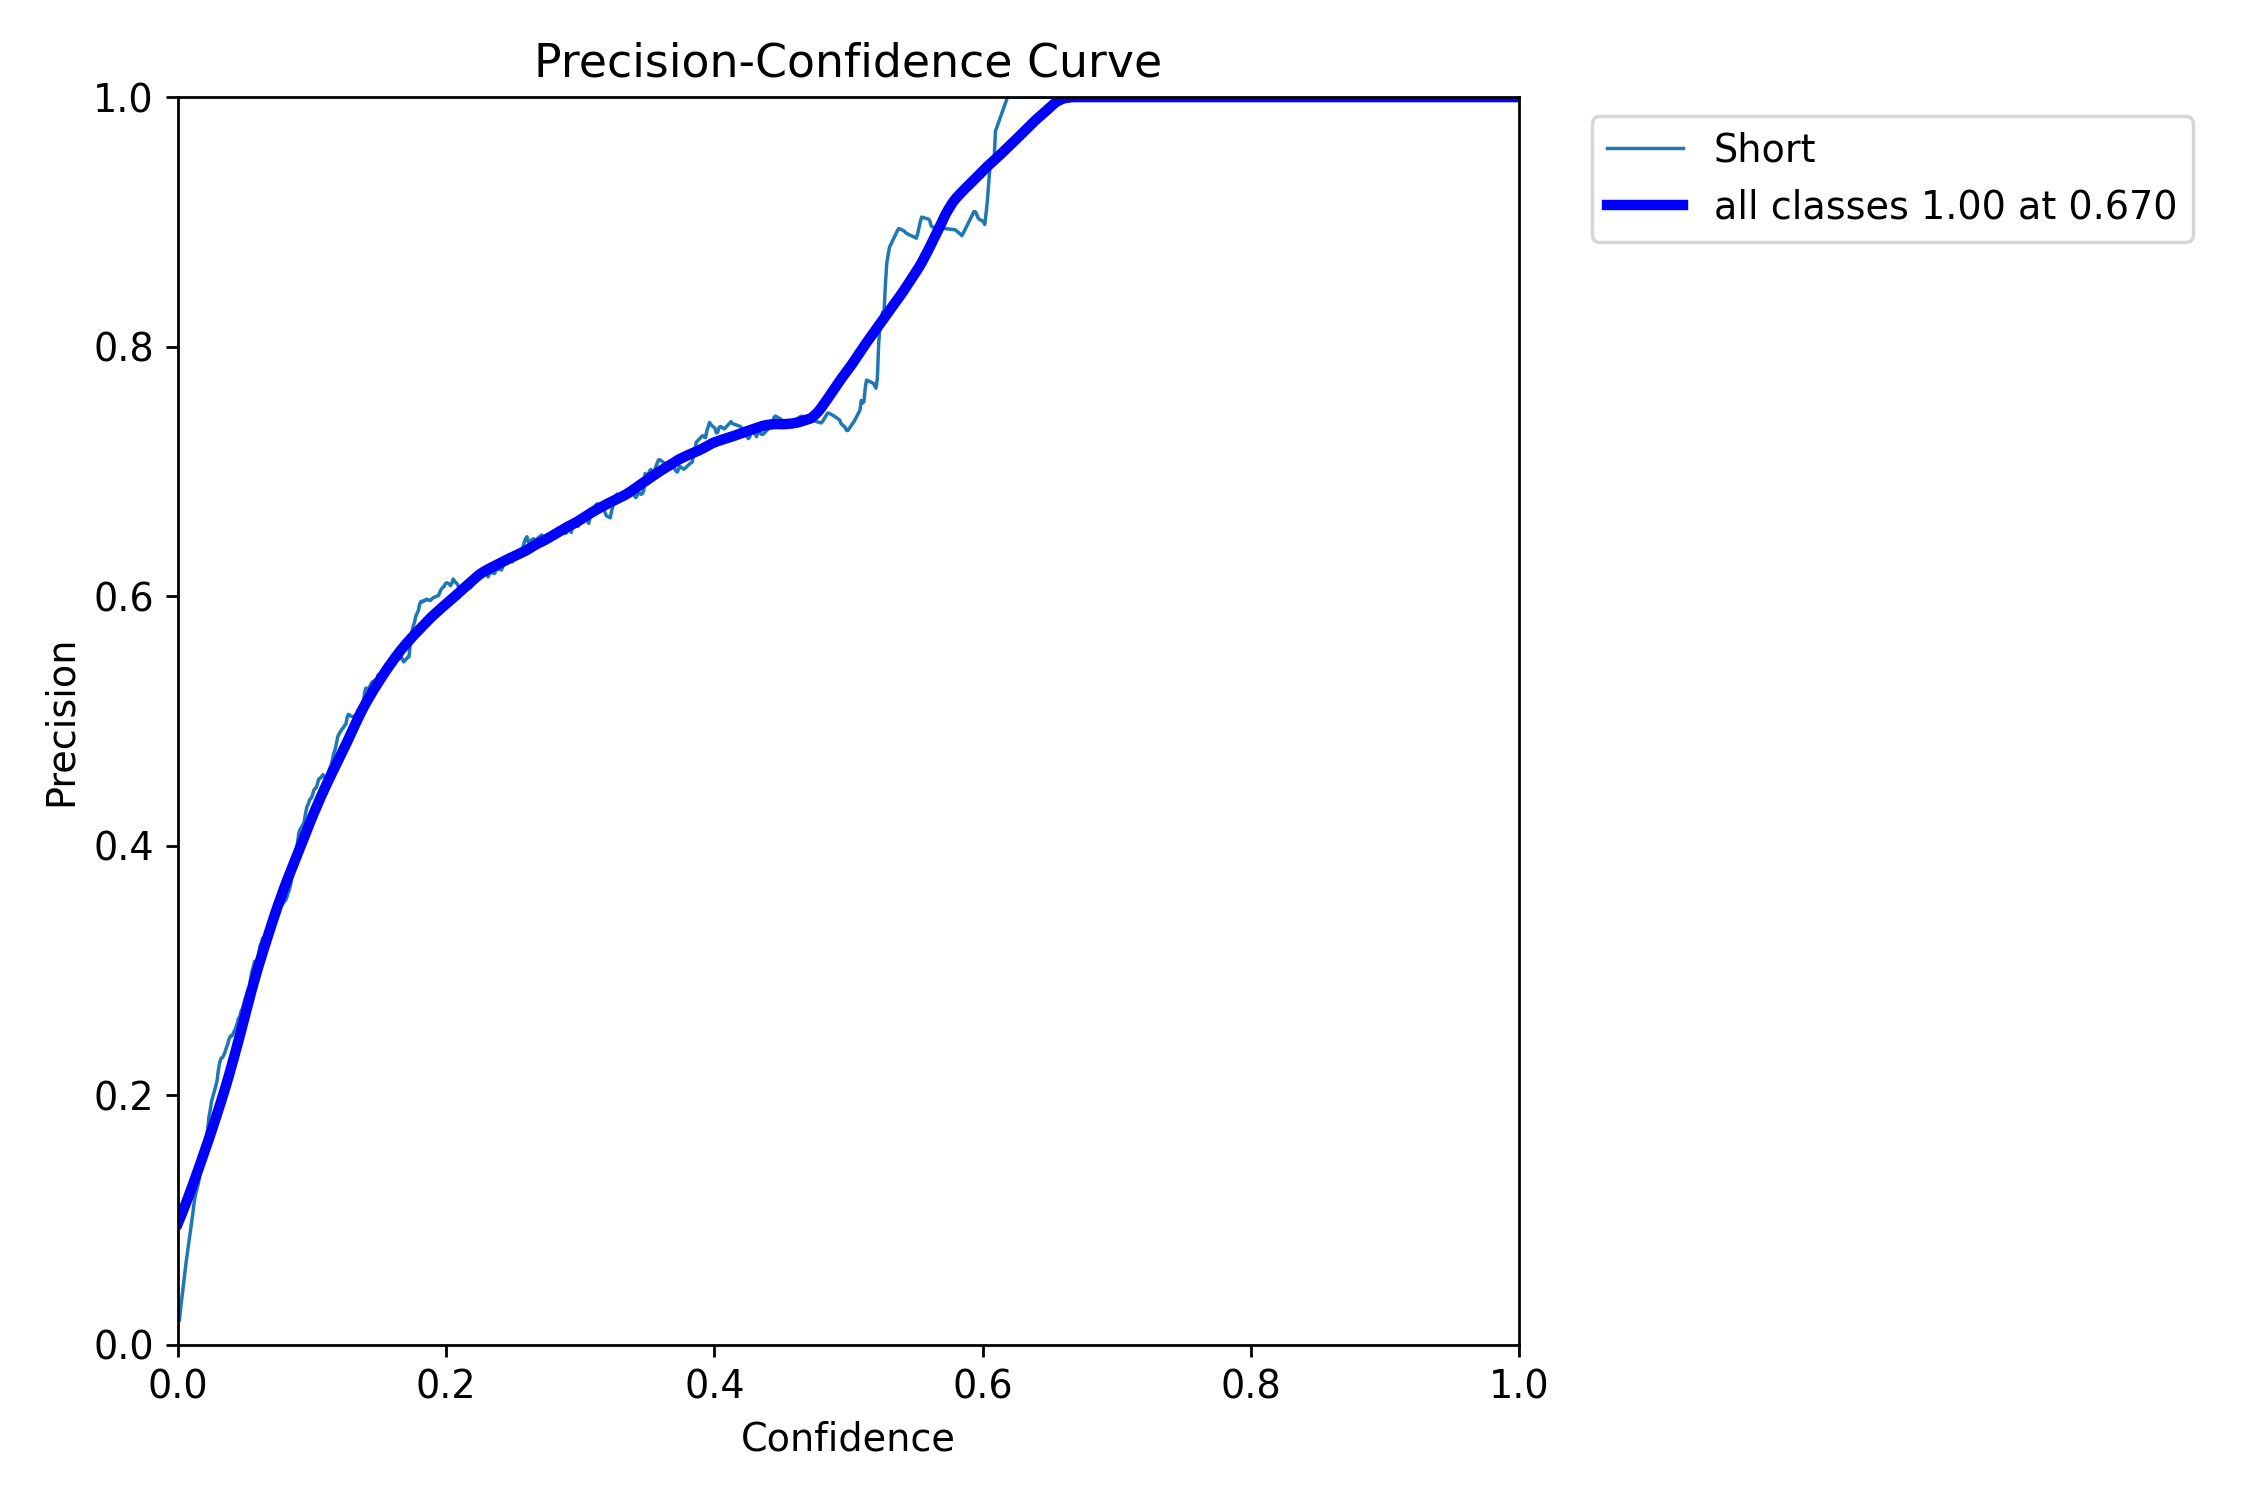 Precision-Confidence Curve
1.0
0.8
0.6
0.4
0.2
0.0
Precision
0.0 0.2 0.4 0.6 0.8 1.0
Confidence
Short
all classes 1.00 at 0.670